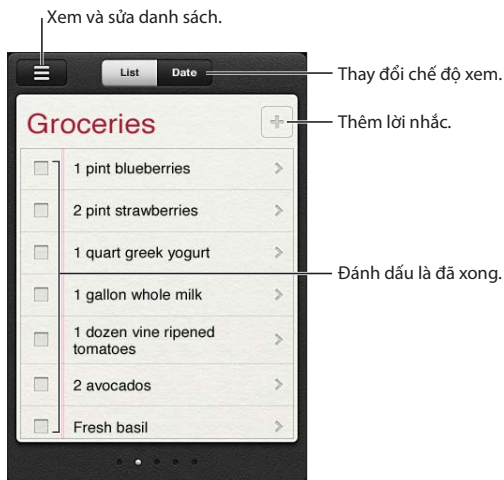 Xem và sửa danh sách.
List Date
Thay đổi chế độ xem.
Groceries
Thêm lời nhắc.
1 pint blueberries
2 pint strawberries
1 quart greek yogurt
Đánh dấu là đã xong.
1 gallon whole milk
1 dozen vine ripened
tomatoes
2 avocados
Fresh basil